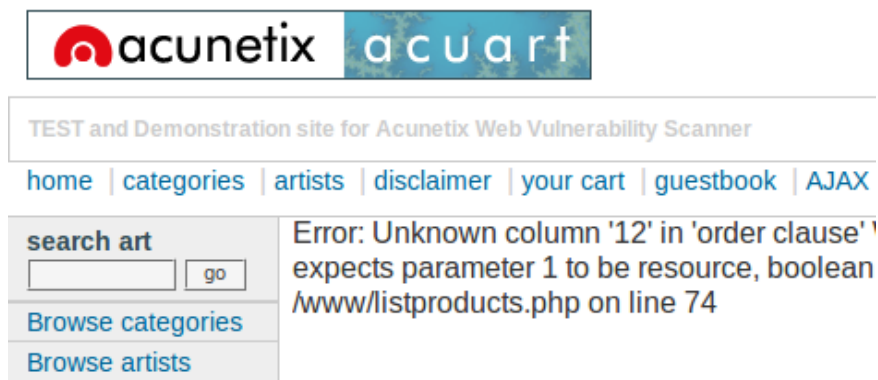 acunetix acuart
TEST and Demonstration site for Acunetix Web Vulnerability Scanner
home | categories | artists | disclaimer | your cart | guestbook | AJAX
search art
go
Error: Unknown column '12' in 'order clause'
expects parameter 1 to be resource, boolean
/www/listproducts.php on line 74
Browse categories
Browse artists